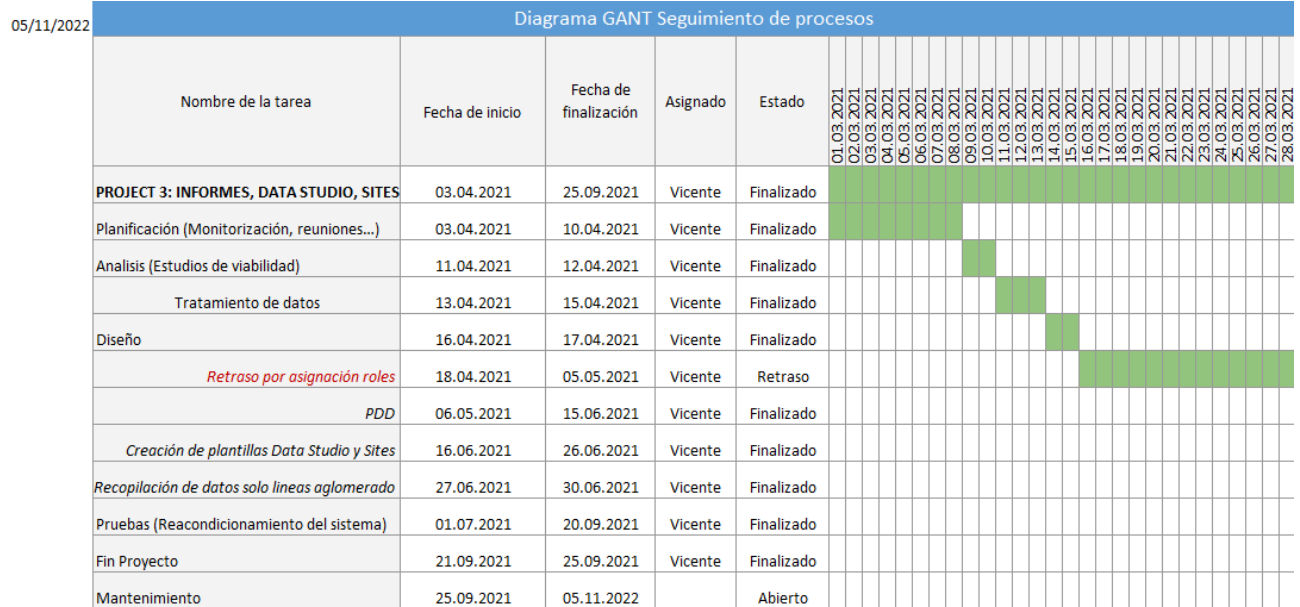 05/11/2022
Diagrama GANT Seguimiento de procesos
Nombre de la tarea Fecha de inicio Fecha de finalización Asignado Estado 01.03.2021 02.03.2021 03.03.2021 04.03.2021 05.03.2021 06.03.2021 07.03.2021 08.03.2021 09.03.2021 10.03.2021 11.03.2021 12.03.2021 13.03.2021 14.03.2021 15.03.2021 16.03.2021 17.03.2021 18.03.2021 19.03.2021 20.03.2021 21.03.2021 22.03.2021 23.03.2021 24.03.2021 25.03.2021 26.03.2021 27.03.2021 28.03.2021
PROJECT 3: INFORMES, DATA STUDIO, SITES 03.04.2021 25.09.2021 Vicente Finalizado
Planificación (Monitorización, reuniones...) 03.04.2021 10.04.2021 Vicente Finalizado
Analisis (Estudios de viabilidad) 11.04.2021 12.04.2021 Vicente Finalizado
Tratamiento de datos 13.04.2021 15.04.2021 Vicente Finalizado
Diseño 16.04.2021 17.04.2021 Vicente Finalizado
Retraso por asignación roles 18.04.2021 05.05.2021 Vicente Retraso
PDD 06.05.2021 15.06.2021 Vicente Finalizado
Creación de plantillas Data Studio y Sites 16.06.2021 26.06.2021 Vicente Finalizado
Recopilación de datos solo lineas aglomerado 27.06.2021 30.06.2021 Vicente Finalizado
Pruebas (Reacondicionamiento del sistema) 01.07.2021 20.09.2021 Vicente Finalizado
Fin Proyecto 21.09.2021 25.09.2021 Vicente Finalizado
Mantenimiento 25.09.2021 05.11.2022 Abierto